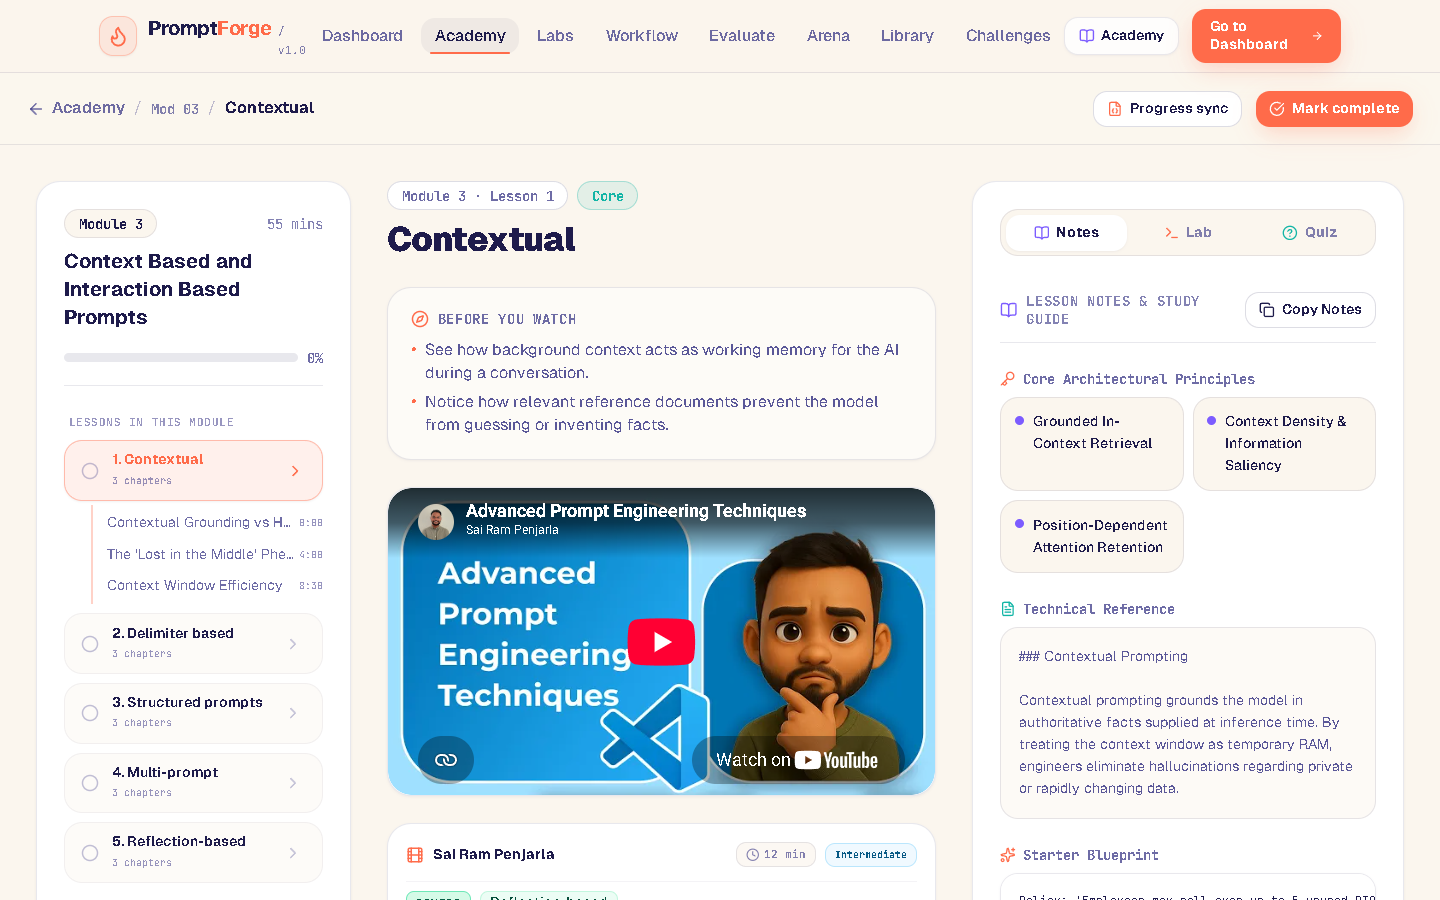 PromptForge / v1.0
Dashboard
Academy
Labs
Workflow
Evaluate
Arena
Library
Challenges
Academy
Go to
Dashboard
Academy / Mod 03 / Contextual
Progress sync
Mark complete
Module 3
55 mins
Context Based and
Interaction Based
Prompts
0%
LESSONS IN THIS MODULE
1. Contextual
3 chapters
Contextual Grounding vs H... 0:00
The 'Lost in the Middle' Phe... 4:00
Context Window Efficiency 8:30
2. Delimiter based
3 chapters
3. Structured prompts
3 chapters
4. Multi-prompt
3 chapters
5. Reflection-based
3 chapters
Module 3 · Lesson 1
Core
Contextual
BEFORE YOU WATCH
• See how background context acts as working memory for the AI
during a conversation.
• Notice how relevant reference documents prevent the model
from guessing or inventing facts.
Advanced Prompt Engineering Techniques
Sai Ram Penjarla
Advanced
Prompt
Engineering
Techniques
Watch on YouTube
Sai Ram Penjarla
12 min
Intermediate
Notes
Lab
Quiz
LESSON NOTES & STUDY
GUIDE
Copy Notes
Core Architectural Principles
Grounded In-
Context Retrieval
Context Density &
Information
Saliency
Position-Dependent
Attention Retention
Technical Reference
### Contextual Prompting
Contextual prompting grounds the model in
authoritative facts supplied at inference time. By
treating the context window as temporary RAM,
engineers eliminate hallucinations regarding private
or rapidly changing data.
Starter Blueprint